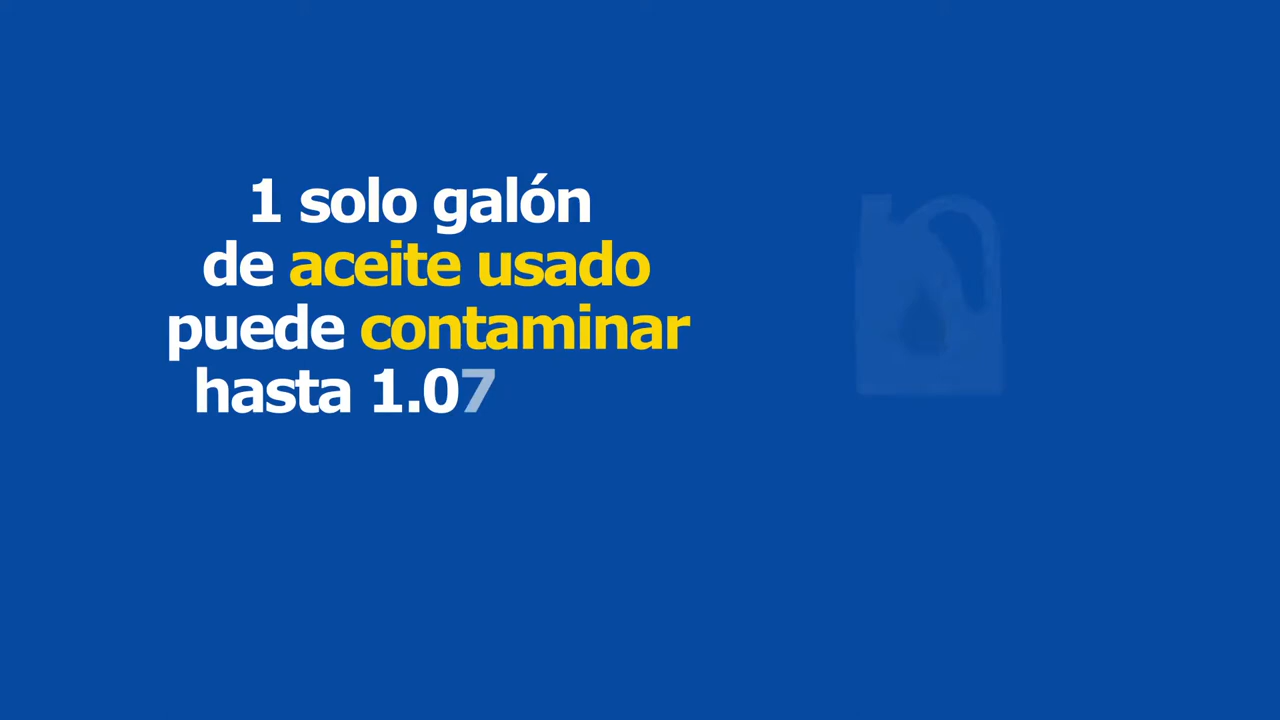 1 solo galón
de aceite usado
puede contaminar
hasta 1.07